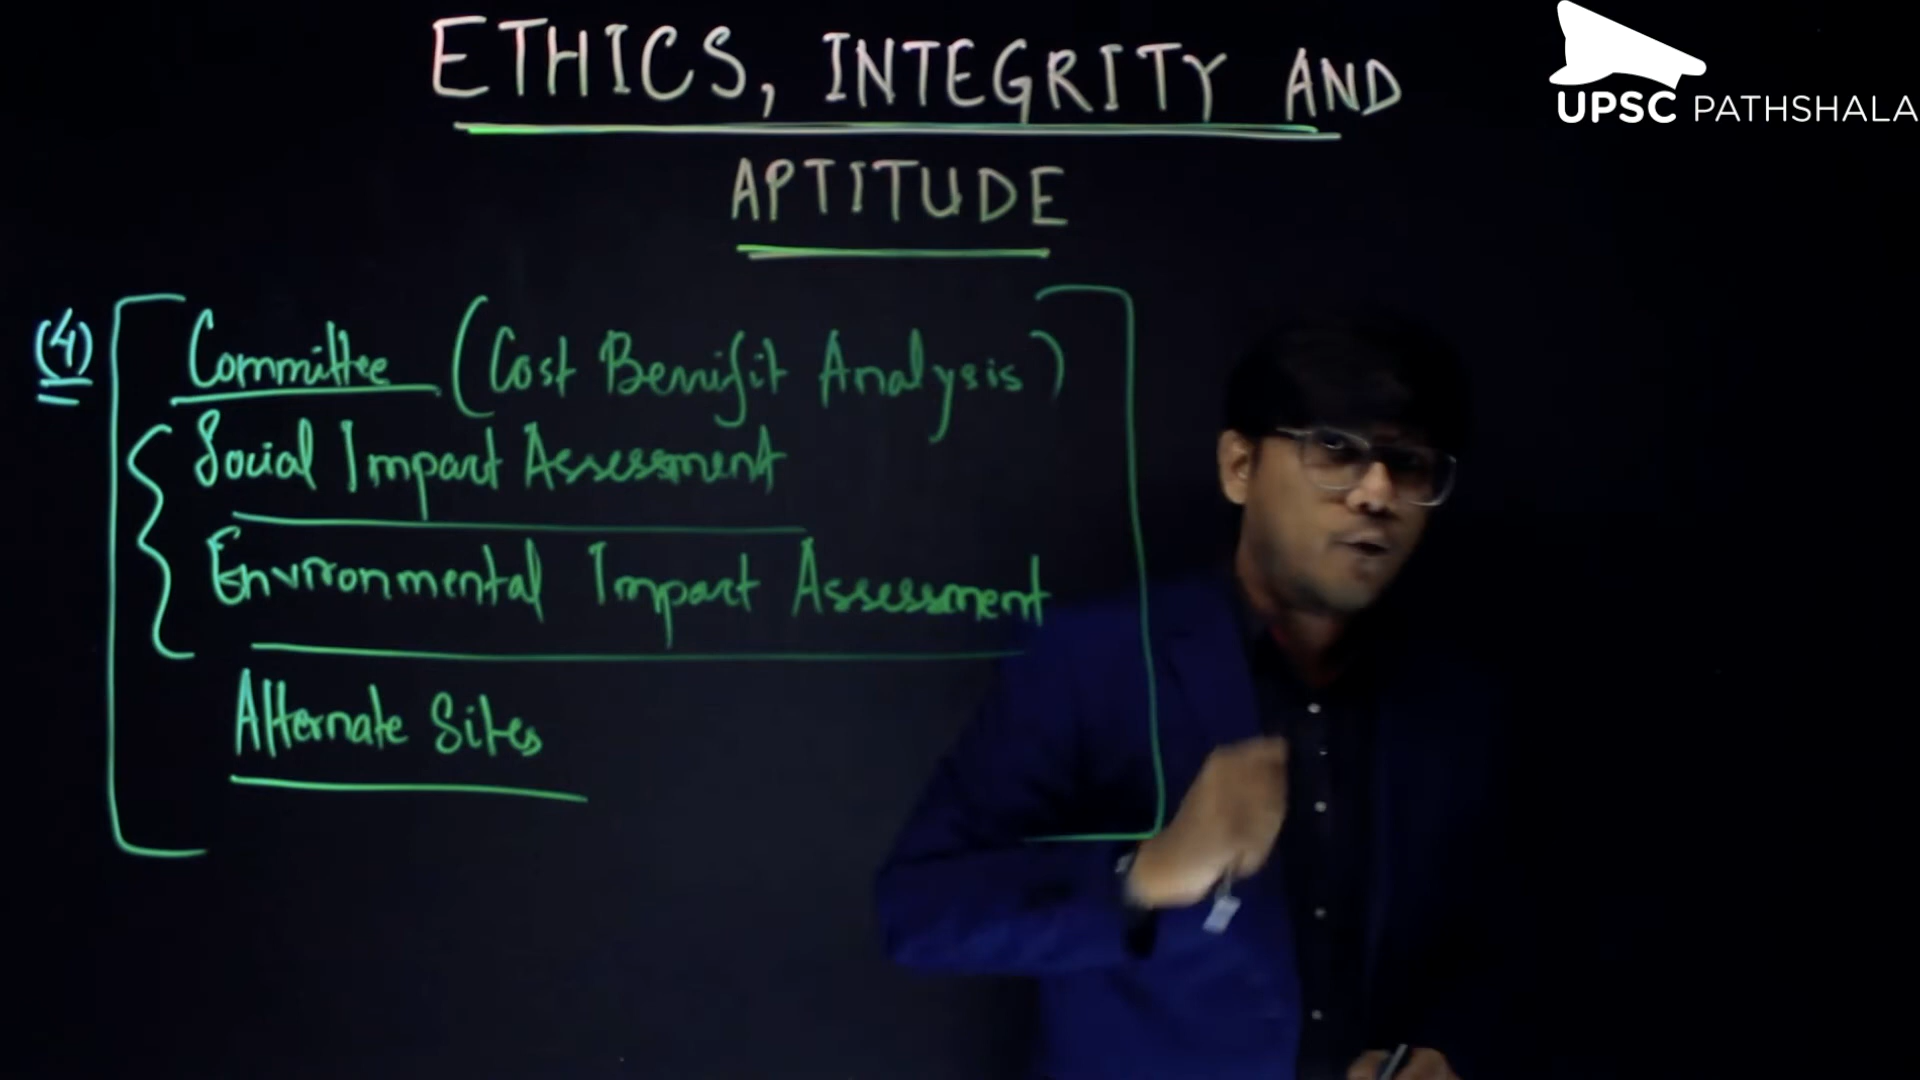 ETHICS, INTEGRITY AND
APTITUDE
UPSC PATHSHALA
(4) Committee (Cost Benifit Analysis)
Social Impact Assessment
Environmental Impact Assessment
Alternate Sites